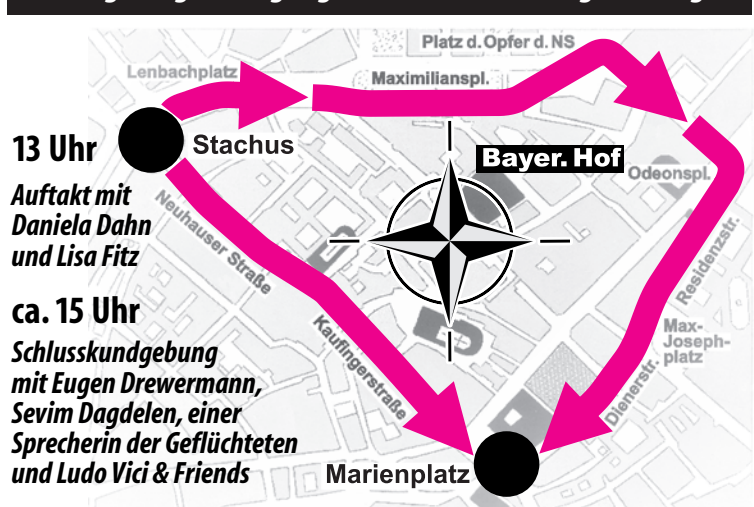 Platz d. Opfer d. NS
Lenbachplatz
Maximilianspl.
13 Uhr
Stachus
Bayer. Hof
Odeonspl.
Auftakt mit
Daniela Dahn
und Lisa Fitz
Neuhauser Straße
Residenzstr.
ca. 15 Uhr
Kaufingerstraße
Max-
Joseph-
platz
Dienerstr.
Schlusskundgebung
mit Eugen Drewermann,
Sevim Dagdelen, einer
Sprecherin der Geflüchteten
und Ludo Vici & Friends
Marienplatz